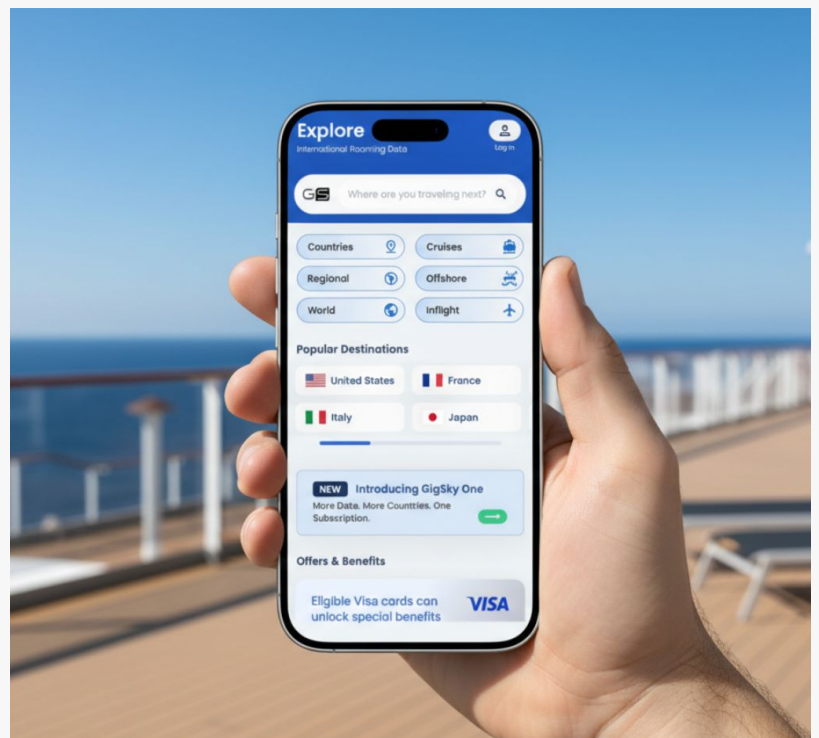 Explore
International Rooming Data
Log In
GS
Where are you traveling next?
Countries
Cruises
Regional
Offshore
World
Inflight
Popular Destinations
United States
France
Italy
Japan
NEW Introducing GigSky One
More Data. More Counttries. One
Subscription.
Offers & Benefits
Eligible Visa cards can
unlock special benefits
VISA